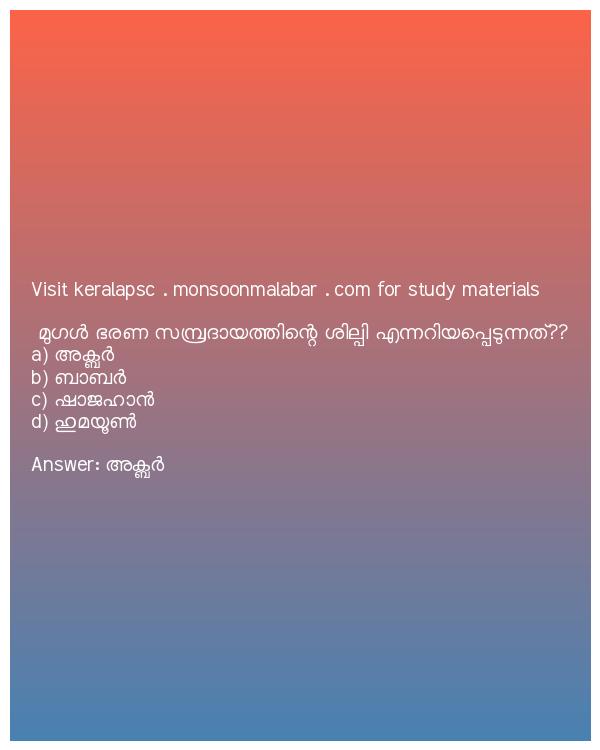 Visit keralapsc . monsoonmalabar . com for study materials
മുഗൾ ഭരണ സമ്പ്രദായത്തിന്റെ ശില്പി എന്നറിയപ്പെടുന്നത്??
a) അക്ബർ
b) ബാബർ
c) ഷാജഹാൻ
d) ഹുമയൂൺ
Answer: അക്ബർ